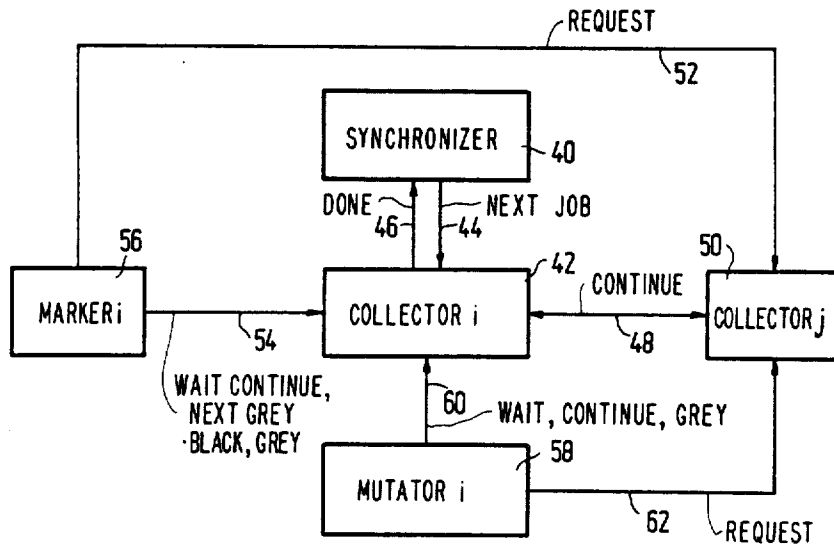 REQUEST
52
SYNCHRONIZER
40
DONE
46
NEXT JOB
44
56
MARKER i
54
WAIT CONTINUE,
NEXT GREY
·BLACK, GREY
42
COLLECTOR i
CONTINUE
48
50
COLLECTOR j
60
WAIT, CONTINUE, GREY
58
MUTATOR i
62
REQUEST